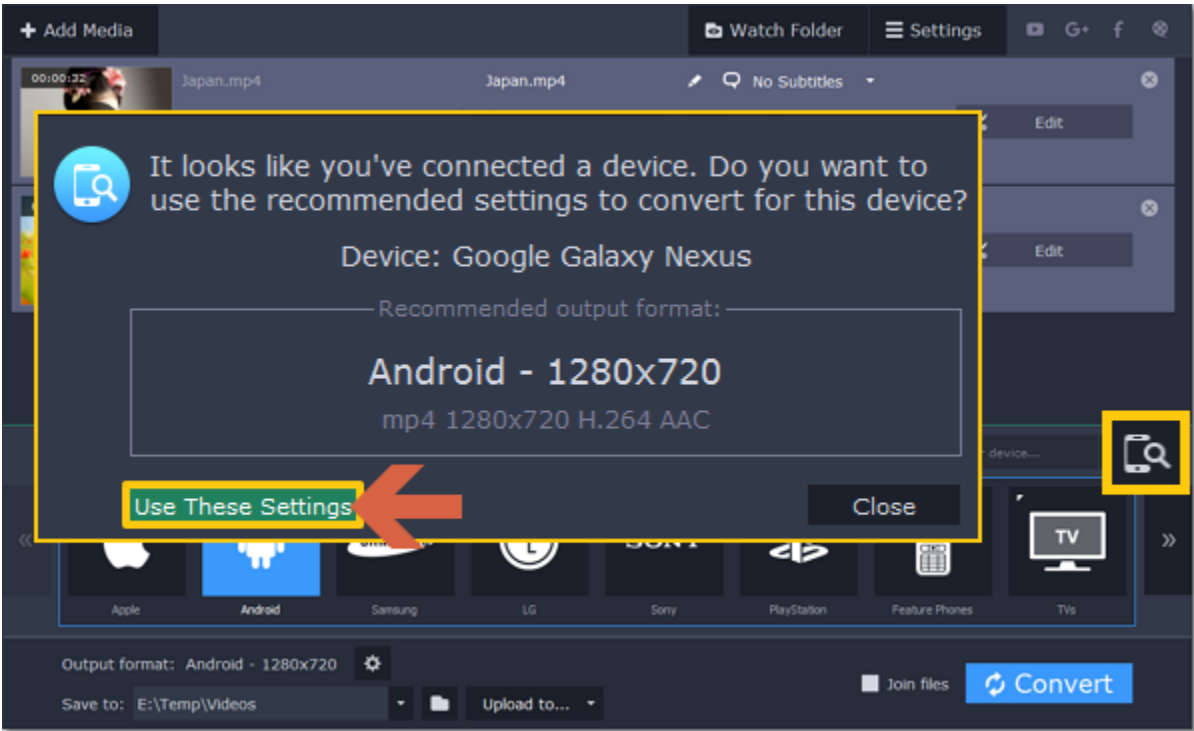 Add Media
Watch Folder
Settings
G+
00:00:32
Japan.mp4
Japan.mp4
No Subtitles
Edit
It looks like you've connected a device. Do you want to
use the recommended settings to convert for this device?
Device: Google Galaxy Nexus
Recommended output format:
Android - 1280x720
mp4 1280x720 H.264 AAC
Use These Settings
Close
Edit
device...
SONY
TV
Apple
Android
Samsung
LG
Sony
PlayStation
Feature Phones
TVs
Output format: Android - 1280x720
Save to: E:\Temp\Videos
Upload to...
Join files
Convert